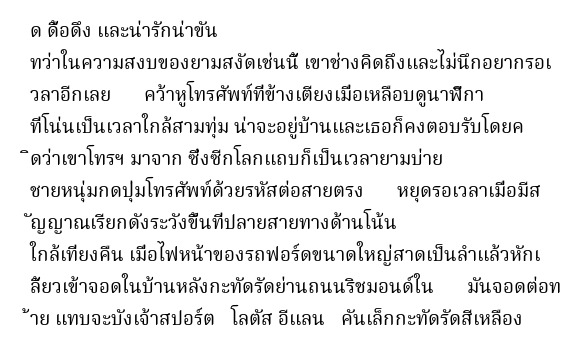 ด ดื้อดึง และน่ารักน่าขัน
ทว่าในความสงบของยามสงัดเช่นนี้ เขาช่างคิดถึงและไม่นึกอยากรอเ
วลาอีกเลย คว้าหูโทรศัพท์ที่ข้างเตียงเมื่อเหลือบดูนาฬิกา
ที่โน่นเป็นเวลาใกล้สามทุ่ม น่าจะอยู่บ้านและเธอก็คงตอบรับโดยค
ิดว่าเขาโทรฯ มาจาก ซึ่งซีกโลกแถบก็เป็นเวลายามบ่าย
ชายหนุ่มกดปุ่มโทรศัพท์ด้วยรหัสต่อสายตรง หยุดรอเวลาเมื่อมีส
ัญญาณเรียกดังระวังขึ้นที่ปลายสายทางด้านโน้น
ใกล้เที่ยงคืน เมื่อไฟหน้าของรถฟอร์ดขนาดใหญ่สาดเป็นลำแล้วหักเ
ลี้ยวเข้าจอดในบ้านหลังกะทัดรัดย่านถนนริชมอนด์ใน มันจอดต่อท
้าย แทบจะบังเจ้าสปอร์ต โลตัส อีแลน คันเล็กกะทัดรัดสีเหลือง